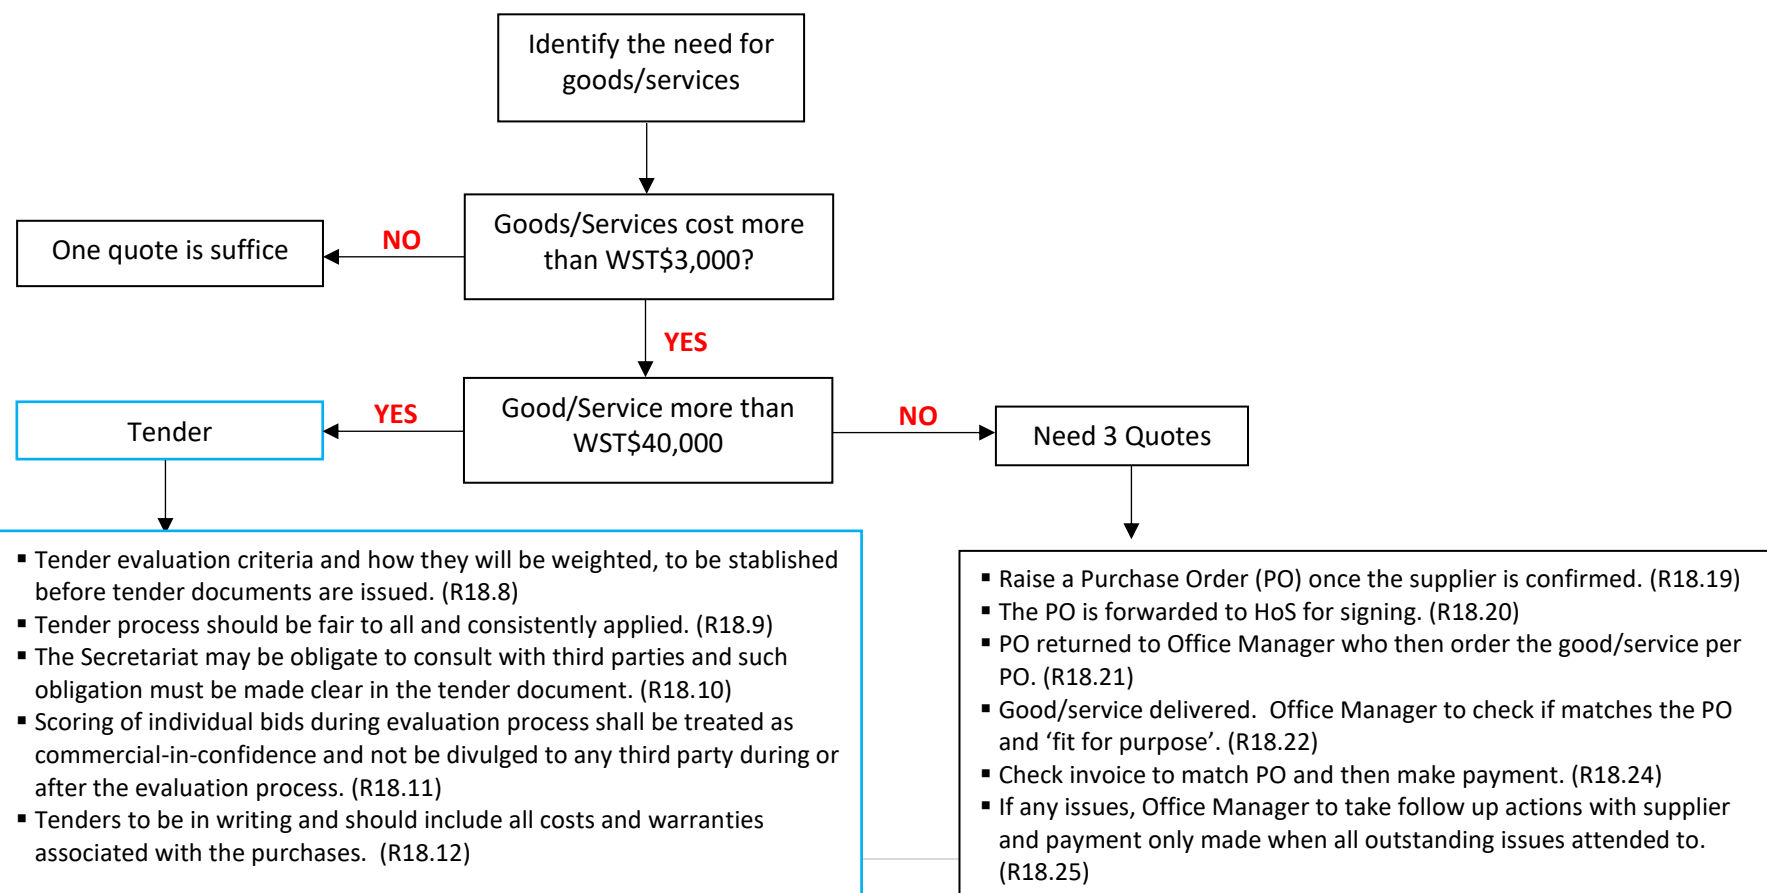 Identify the need for
goods/services
Goods/Services cost more
than WST$3,000?
NO
One quote is suffice
YES
Good/Service more than
WST$40,000
YES
Tender
NO
Need 3 Quotes
▪ Tender evaluation criteria and how they will be weighted, to be stablished
before tender documents are issued. (R18.8)
▪ Tender process should be fair to all and consistently applied. (R18.9)
▪ The Secretariat may be obligate to consult with third parties and such
obligation must be made clear in the tender document. (R18.10)
▪ Scoring of individual bids during evaluation process shall be treated as
commercial-in-confidence and not be divulged to any third party during or
after the evaluation process. (R18.11)
▪ Tenders to be in writing and should include all costs and warranties
associated with the purchases.  (R18.12)
▪ Raise a Purchase Order (PO) once the supplier is confirmed. (R18.19)
▪ The PO is forwarded to HoS for signing. (R18.20)
▪ PO returned to Office Manager who then order the good/service per
PO. (R18.21)
▪ Good/service delivered.  Office Manager to check if matches the PO
and ‘fit for purpose’. (R18.22)
▪ Check invoice to match PO and then make payment. (R18.24)
▪ If any issues, Office Manager to take follow up actions with supplier
and payment only made when all outstanding issues attended to.
(R18.25)